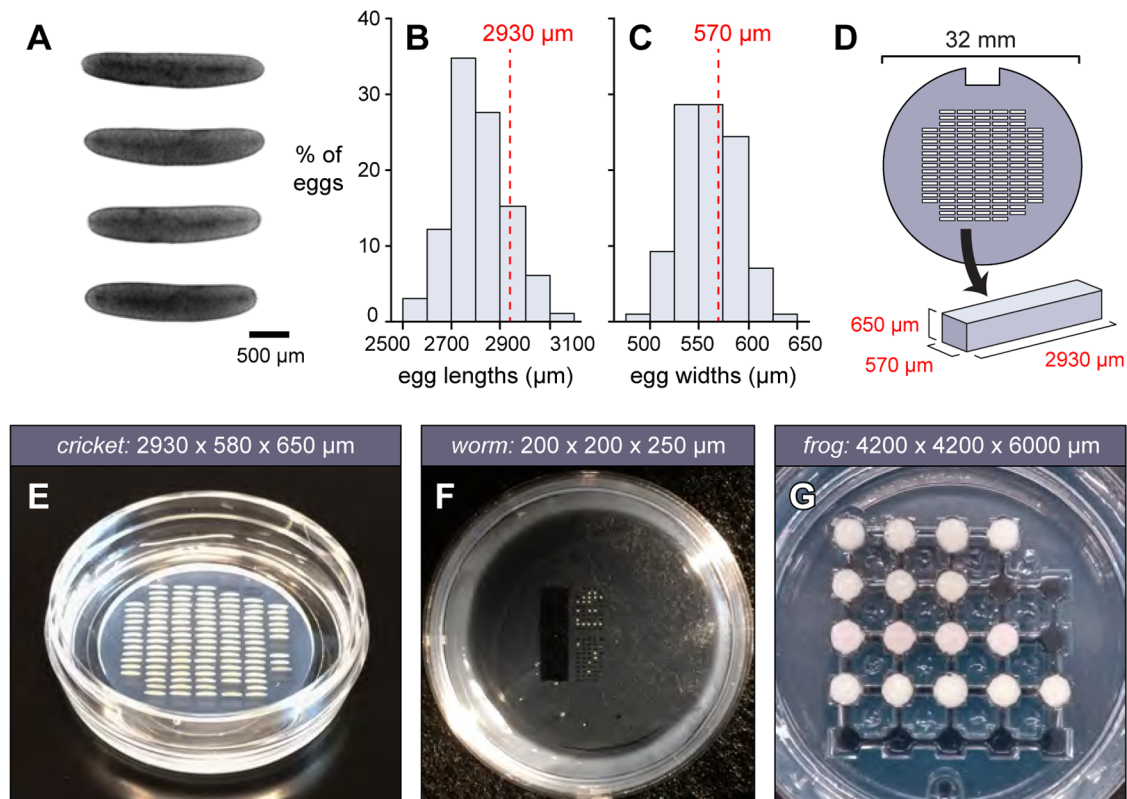 A
500 µm
% of
eggs
B
2930 µm
40
30
20
10
0
2500
2700
2900
3100
egg lengths (µm)
C
570 µm
500
550
600
650
egg widths (µm)
D
32 mm
650 µm
570 µm
2930 µm
cricket: 2930 x 580 x 650 µm
E
worm: 200 x 200 x 250 µm
F
frog: 4200 x 4200 x 6000 µm
G